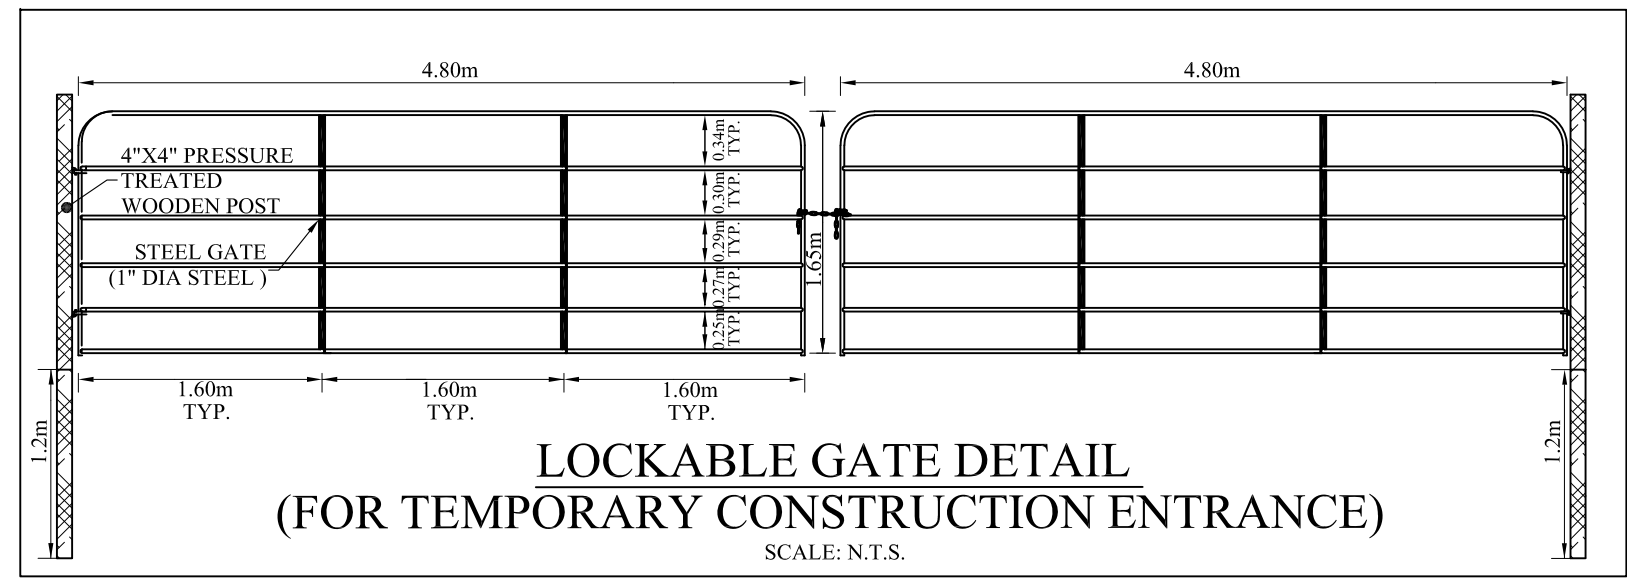 4.80m
4.80m
4"X4" PRESSURE
TREATED
WOODEN POST
STEEL GATE
(1" DIA STEEL )
0.34m
TYP.
0.30m
TYP.
0.29m
TYP.
0.27m
TYP.
0.25m
TYP.
1.65m
1.60m
TYP.
1.60m
TYP.
1.60m
TYP.
1.2m
1.2m
LOCKABLE GATE DETAIL
(FOR TEMPORARY CONSTRUCTION ENTRANCE)
SCALE: N.T.S.